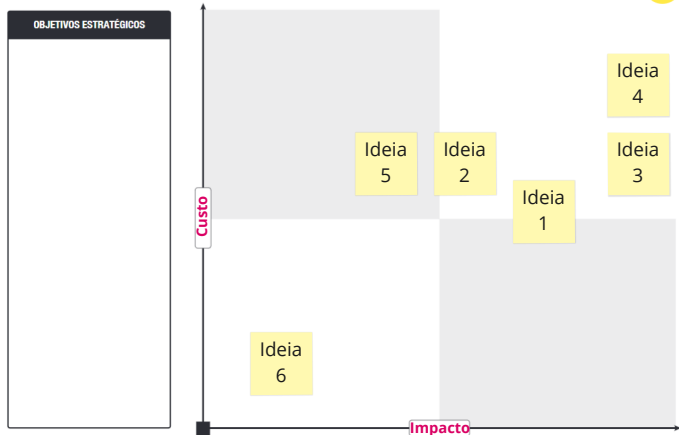 OBJETIVOS ESTRATÉGICOS
Ideia
4
Ideia
5
Ideia
2
Ideia
3
Ideia
1
Custo
Ideia
6
Impacto